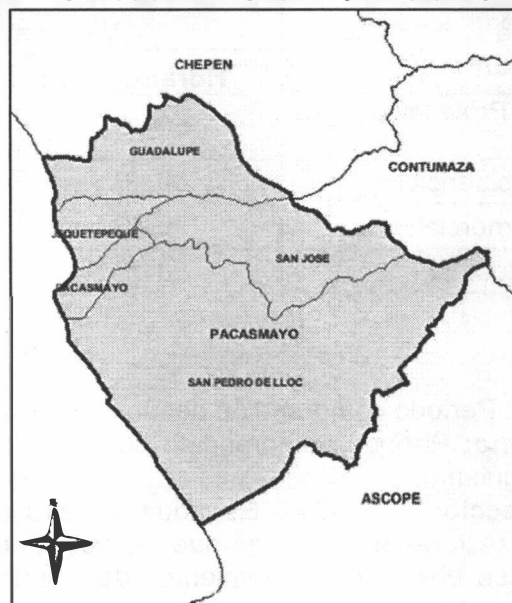 CHEPEN
GUADALUPE
CONTUMAZA
JEQUETEPEQUE
SAN JOSE
PACASMAYO
PACASMAYO
SAN PEDRO DE LLOC
ASCOPE